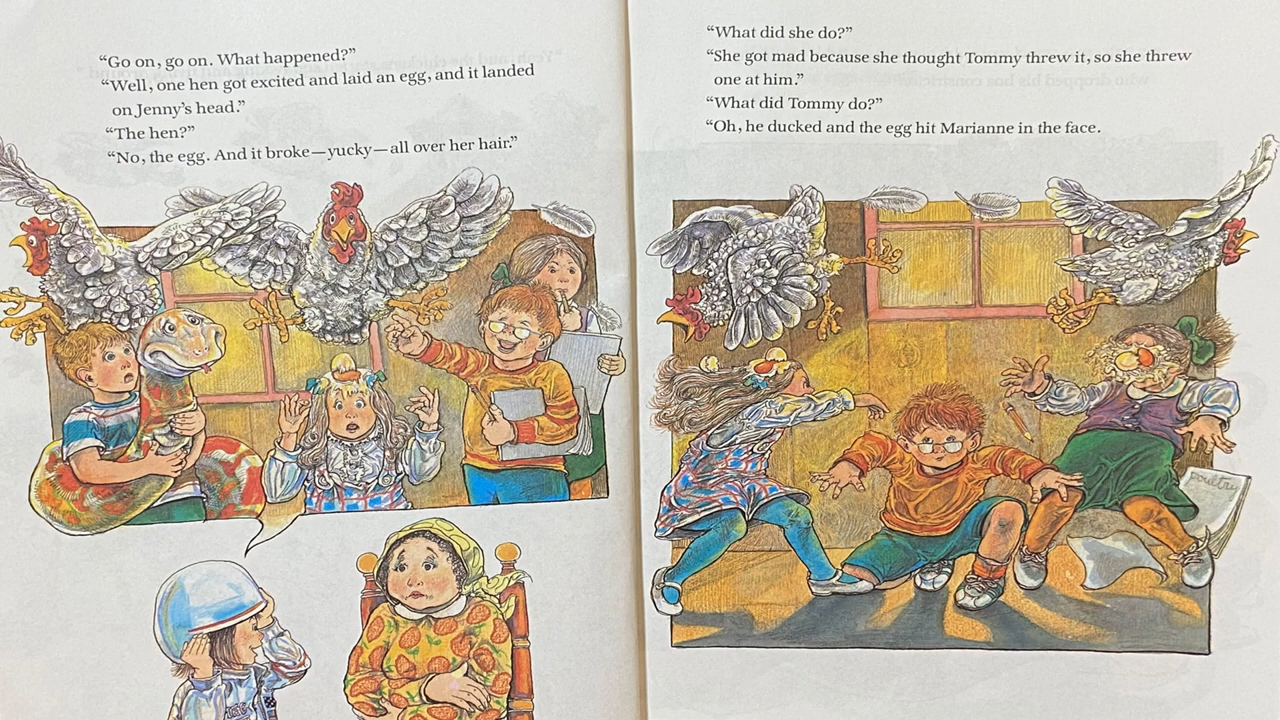 “Go on, go on. What happened?”
“Well, one hen got excited and laid an egg, and it landed
on Jenny’s head.”
“The hen?”
“No, the egg. And it broke—yucky—all over her hair.”
“What did she do?”
“She got mad because she thought Tommy threw it, so she threw
one at him.”
“What did Tommy do?”
“Oh, he ducked and the egg hit Marianne in the face.
poultry